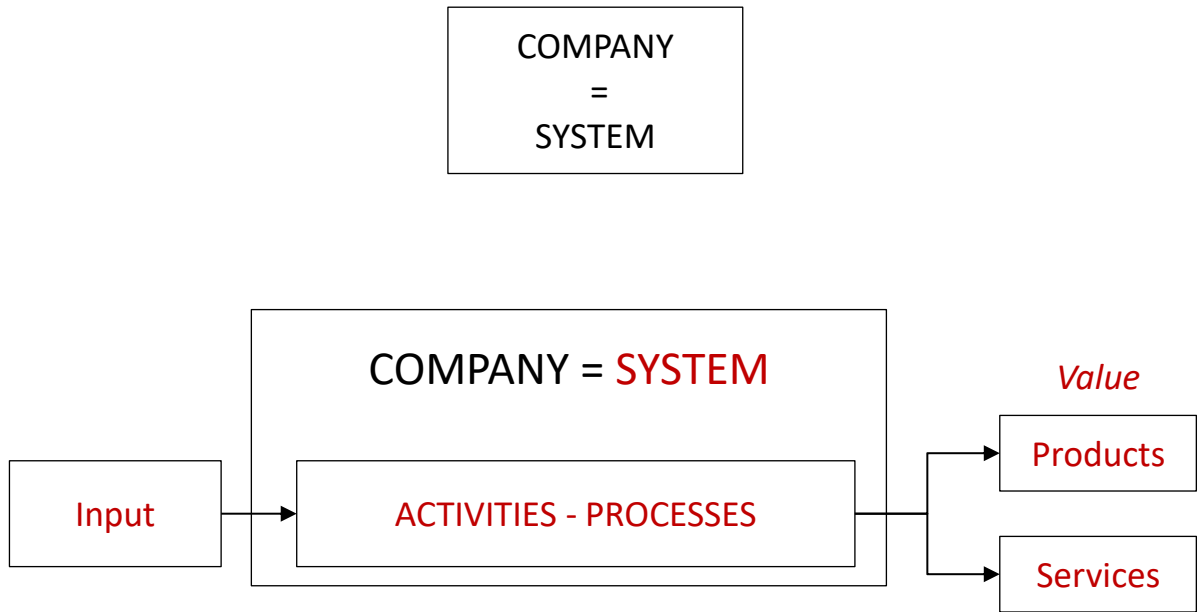 COMPANY
=
SYSTEM
COMPANY = SYSTEM
Value
Products
Input
ACTIVITIES - PROCESSES
Services